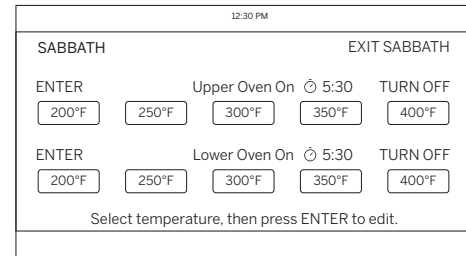 12:30 PM
SABBATH EXIT SABBATH
ENTER Upper Oven On 5:30 TURN OFF
200°F 250°F 300°F 350°F 400°F
ENTER Lower Oven On 5:30 TURN OFF
200°F 250°F 300°F 350°F 400°F
Select temperature, then press ENTER to edit.